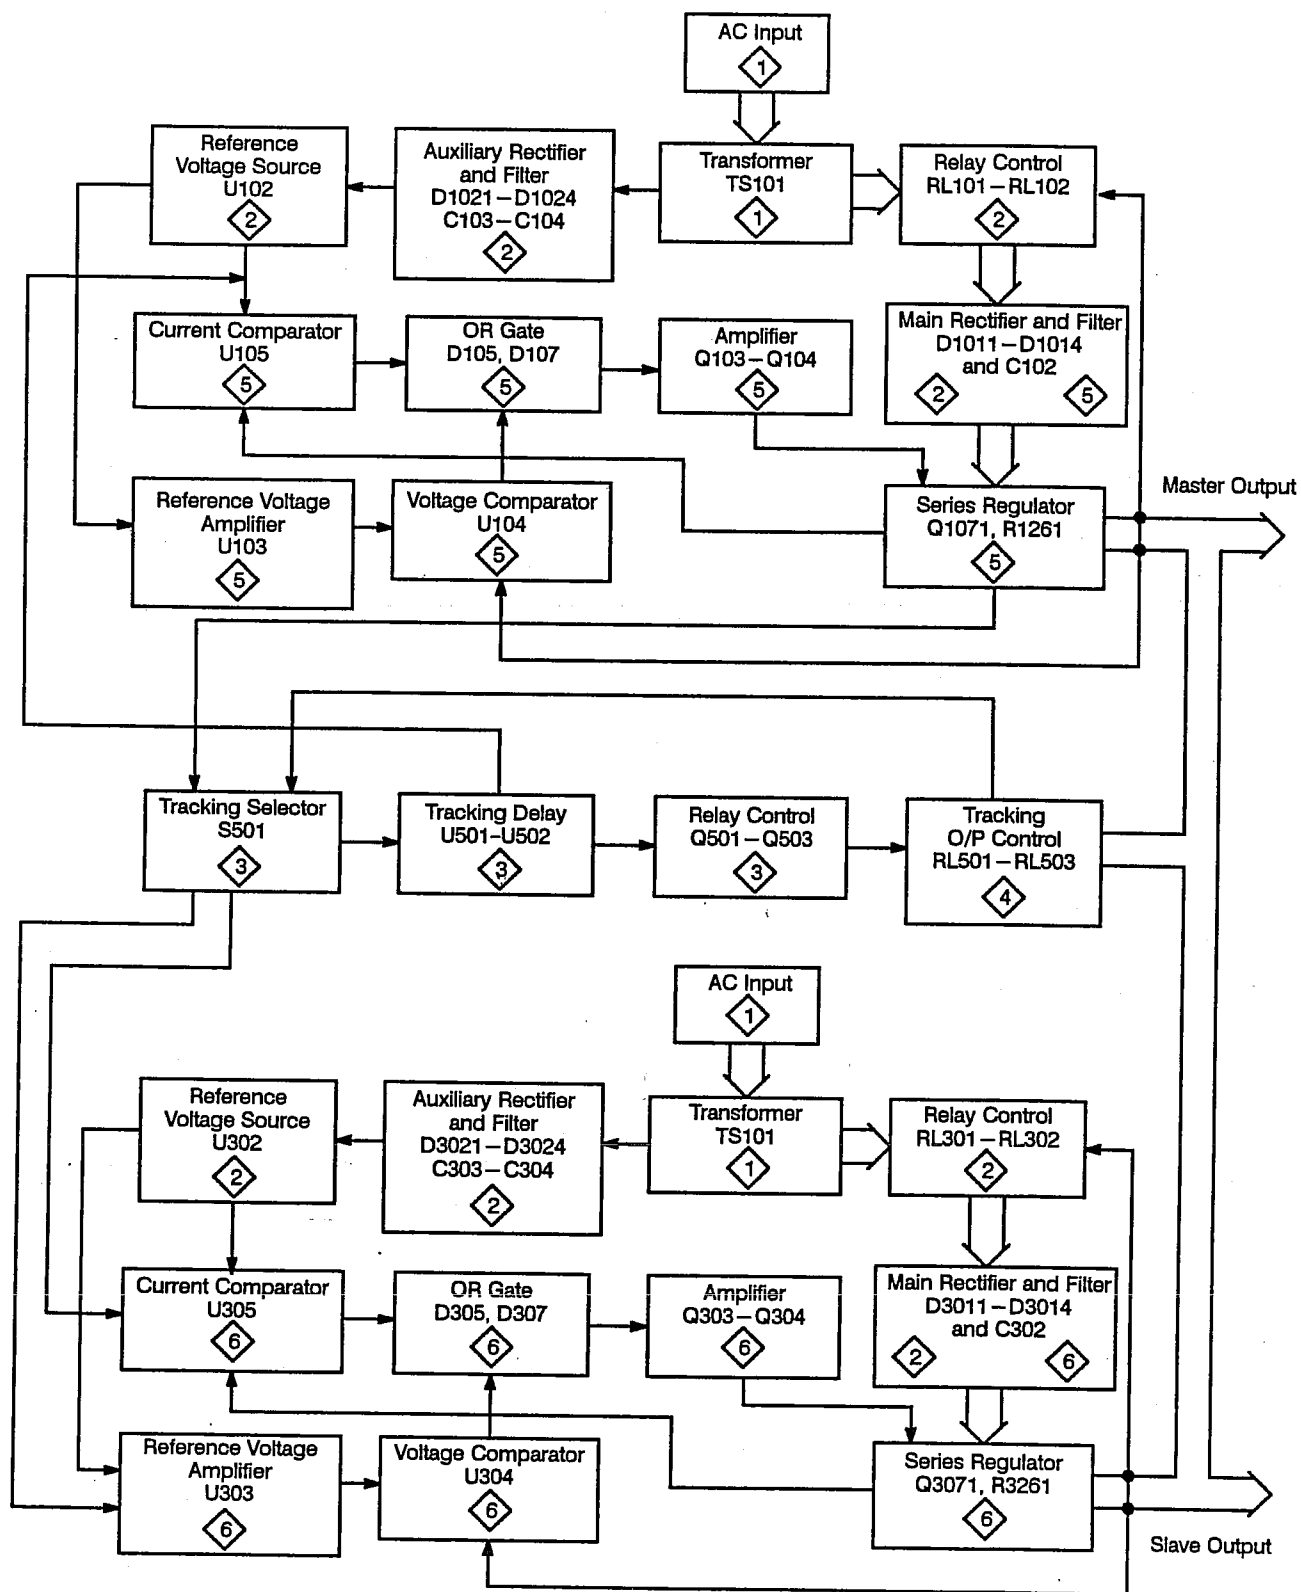 AC Input
1
Reference
Voltage Source
U102
2
Auxiliary Rectifier
and Filter
D1021–D1024
C103–C104
2
Transformer
TS101
1
Relay Control
RL101–RL102
2
Current Comparator
U105
5
OR Gate
D105, D107
5
Amplifier
Q103–Q104
5
Main Rectifier and Filter
D1011–D1014
and C102
2
5
Reference Voltage
Amplifier
U103
5
Voltage Comparator
U104
5
Series Regulator
Q1071, R1261
5
Master Output
Tracking Selector
S501
3
Tracking Delay
U501–U502
3
Relay Control
Q501–Q503
3
Tracking
O/P Control
RL501–RL503
4
AC Input
1
Reference
Voltage Source
U302
2
Auxiliary Rectifier
and Filter
D3021–D3024
C303–C304
2
Transformer
TS101
1
Relay Control
RL301–RL302
2
Current Comparator
U305
6
OR Gate
D305, D307
6
Amplifier
Q303–Q304
6
Main Rectifier and Filter
D3011–D3014
and C302
2
6
Reference Voltage
Amplifier
U303
6
Voltage Comparator
U304
6
Series Regulator
Q3071, R3261
6
Slave Output